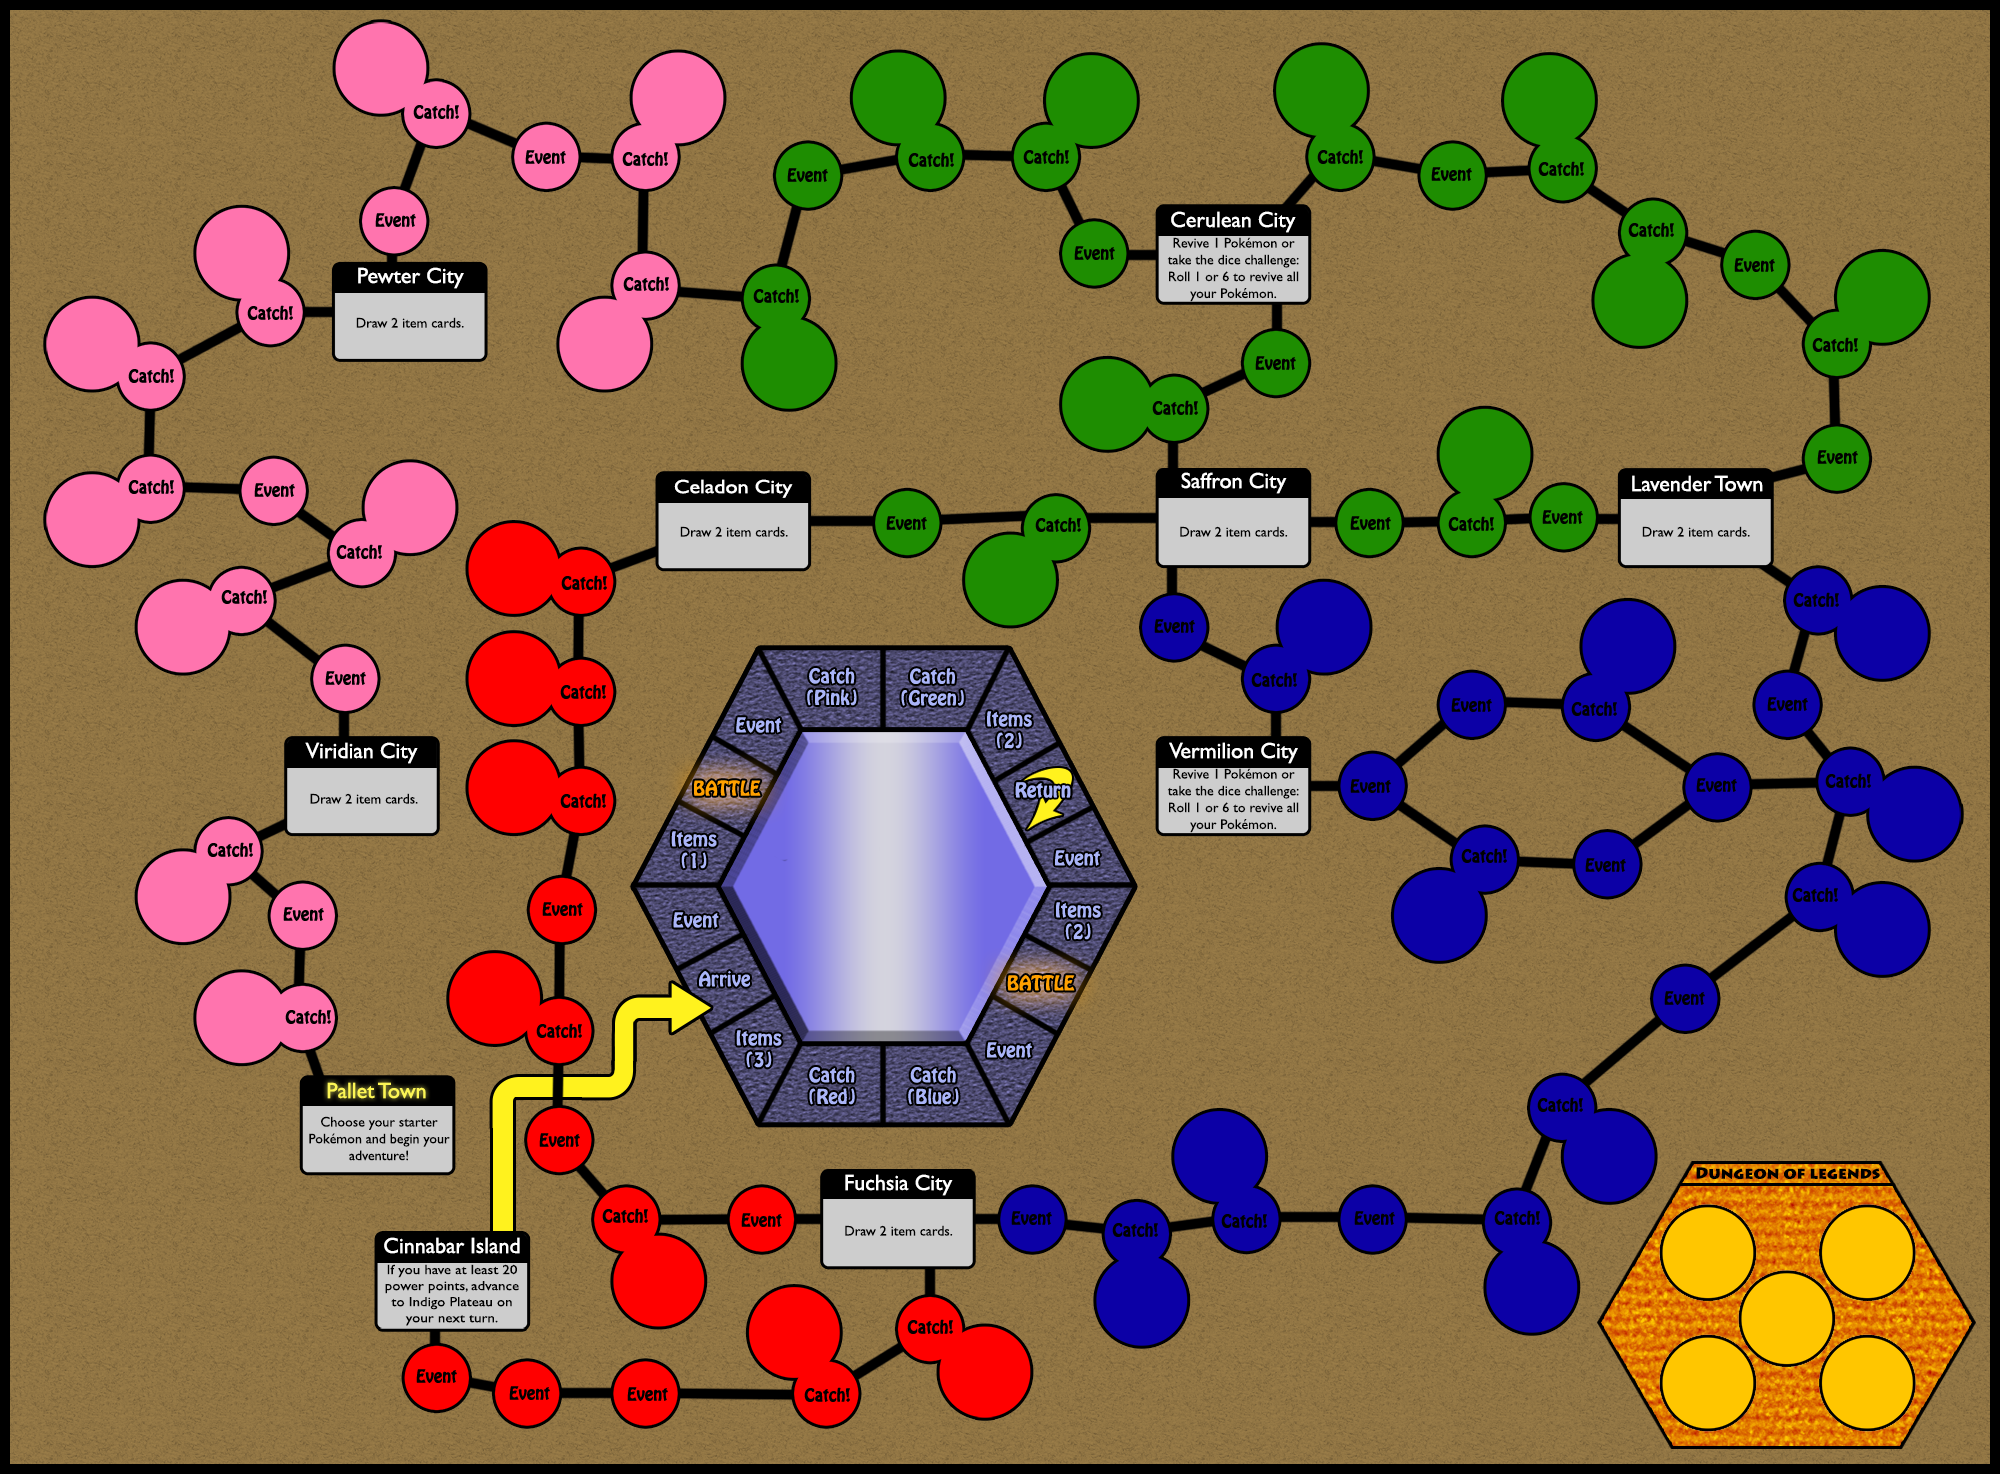 Catch!
Event
Catch!
Event
Catch!
Event
Catch!
Catch!
Event
Catch!
Catch!
Event
Catch!
Event
Catch!
Catch!
Event
Catch!
Event
Pewter City
Draw 2 item cards.
Catch!
Catch!
Catch!
Event
Catch!
Catch!
Event
Viridian City
Draw 2 item cards.
Catch!
Event
Catch!
Pallet Town
Choose your starter
Pokémon and begin your
adventure!
Cerulean City
Revive 1 Pokémon or
take the dice challenge:
Roll 1 or 6 to revive all
your Pokémon.
Event
Catch!
Saffron City
Draw 2 item cards.
Celadon City
Draw 2 item cards.
Event
Catch!
Event
Catch!
Event
Lavender Town
Draw 2 item cards.
Event
Catch!
Vermilion City
Revive 1 Pokémon or
take the dice challenge:
Roll 1 or 6 to revive all
your Pokémon.
Event
Event
Catch!
Catch!
Event
Event
Catch!
Event
Catch!
Catch!
Event
Catch!
Catch!
Event
Catch!
Catch!
Event
Catch!
Catch!
Catch!
Event
Catch!
Event
Catch!
Event
Fuchsia City
Draw 2 item cards.
Catch!
Catch!
Event
Event
Event
Cinnabar Island
If you have at least 20
power points, advance
to Indigo Plateau on
your next turn.
Catch
(Pink)
Catch
(Green)
Items
(2)
Return
Event
Items
(2)
BATTLE
Event
Catch
(Blue)
Catch
(Red)
Items
(3)
Arrive
Event
Items
(1)
BATTLE
Event
Dungeon of legends